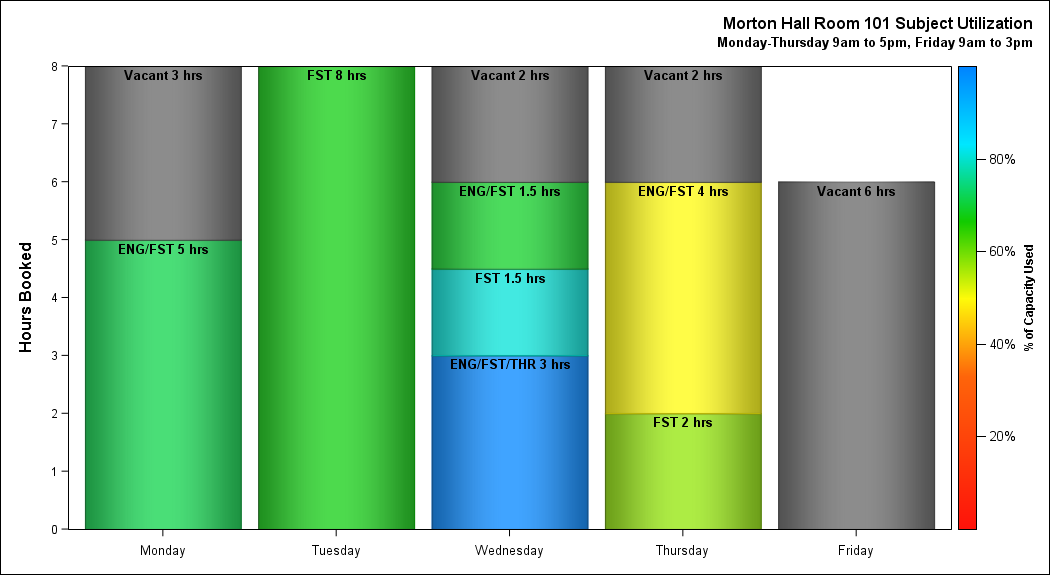 Morton Hall Room 101 Subject Utilization
Monday-Thursday 9am to 5pm, Friday 9am to 3pm
Hours Booked
8
7
6
5
4
3
2
1
0
Vacant 3 hrs
ENG/FST 5 hrs
FST 8 hrs
Vacant 2 hrs
ENG/FST 1.5 hrs
FST 1.5 hrs
ENG/FST/THR 3 hrs
Vacant 2 hrs
ENG/FST 4 hrs
FST 2 hrs
Vacant 6 hrs
Monday
Tuesday
Wednesday
Thursday
Friday
80%
60%
40%
20%
% of Capacity Used